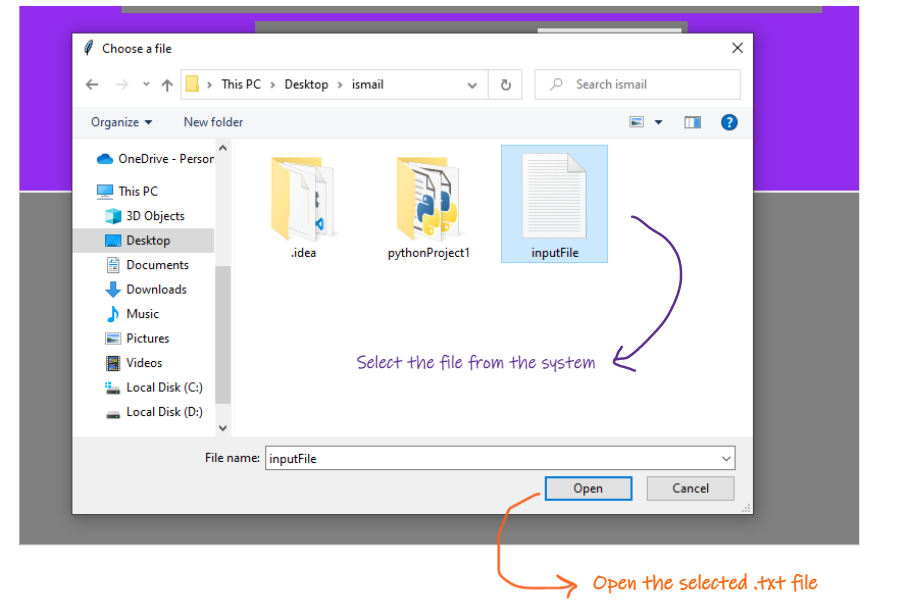 Choose a file
This PC > Desktop > ismail
Search ismail
Organize
New folder
?
OneDrive - Person
This PC
3D Objects
Desktop
Documents
Downloads
Music
Pictures
Videos
Local Disk (C:)
Local Disk (D:)
.idea
pythonProject1
inputFile
Select the file from the system
File name: inputFile
Open
Cancel
Open the selected .txt file